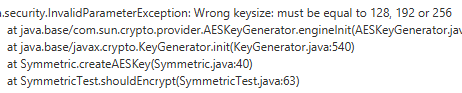 .security.InvalidParameterException: Wrong keysize: must be equal to 128, 192 or 256
at java.base/com.sun.crypto.provider.AESKeyGenerator.engineInit(AESKeyGenerator.jav
at java.base/javax.crypto.KeyGenerator.init(KeyGenerator.java:540)
at Symmetric.createAESKey(Symmetric.java:40)
at SymmetricTest.shouldEncrypt(SymmetricTest.java:63)